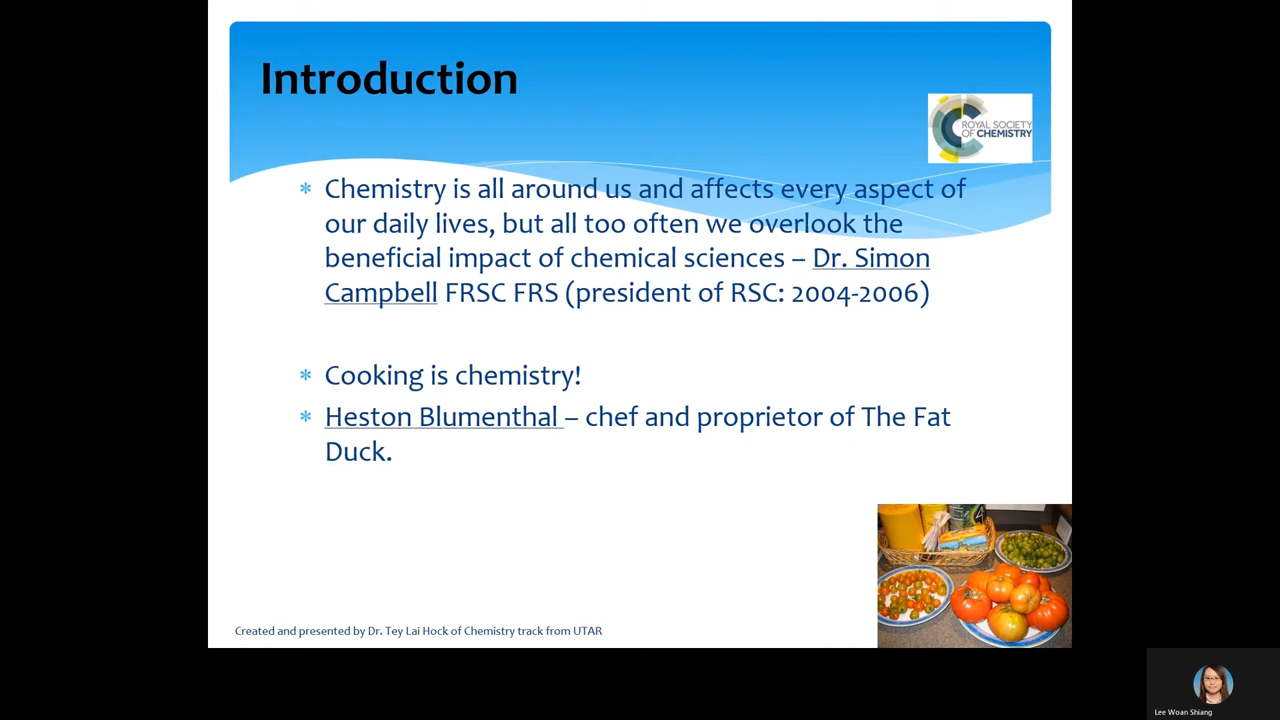 Introduction
ROYAL SOCIETY
OF CHEMISTRY
* Chemistry is all around us and affects every aspect of
our daily lives, but all too often we overlook the
beneficial impact of chemical sciences – Dr. Simon
Campbell FRSC FRS (president of RSC: 2004-2006)
* Cooking is chemistry!
* Heston Blumenthal – chef and proprietor of The Fat
Duck.
Created and presented by Dr. Tey Lai Hock of Chemistry track from UTAR
Lee Woan Shiang